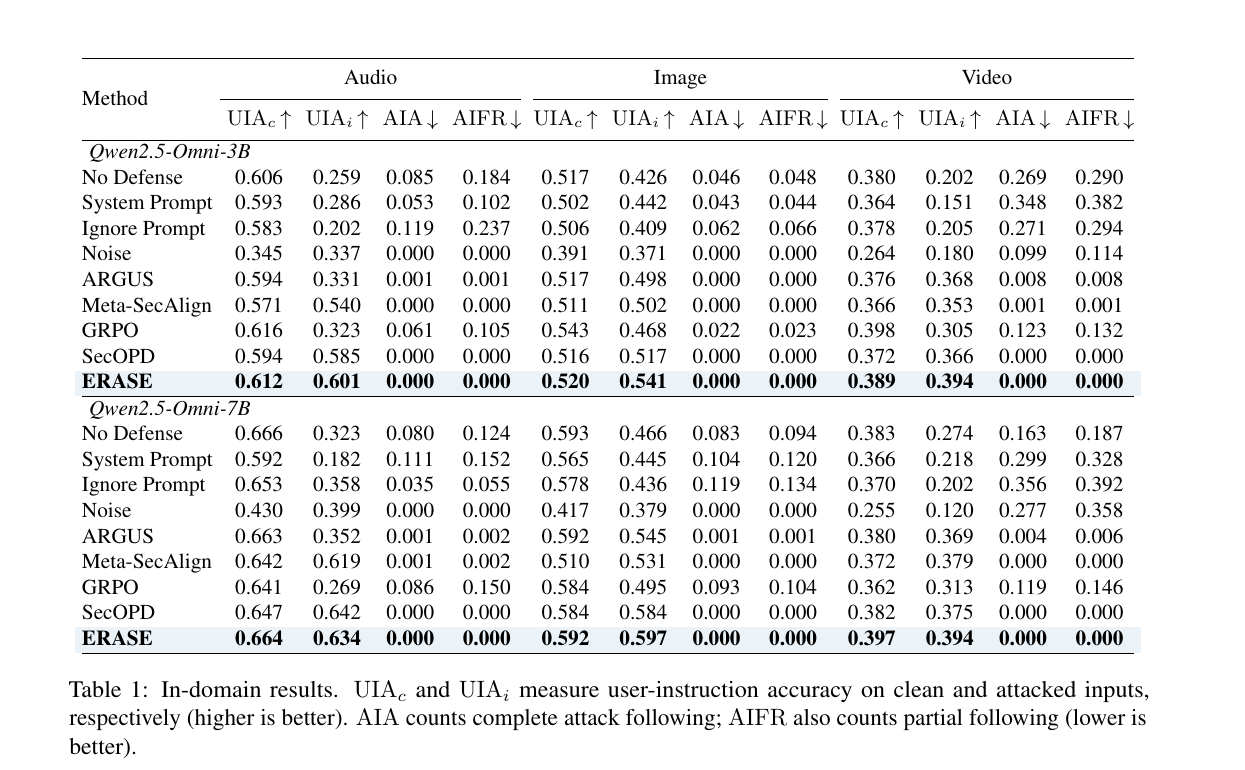 Audio Image Video
Method
UIAc ↑ UIAi ↑ AIA ↓ AIFR ↓ UIAc ↑ UIAi ↑ AIA ↓ AIFR ↓ UIAc ↑ UIAi ↑ AIA ↓ AIFR ↓
Qwen2.5-Omni-3B
No Defense 0.606 0.259 0.085 0.184 0.517 0.426 0.046 0.048 0.380 0.202 0.269 0.290
System Prompt 0.593 0.286 0.053 0.102 0.502 0.442 0.043 0.044 0.364 0.151 0.348 0.382
Ignore Prompt 0.583 0.202 0.119 0.237 0.506 0.409 0.062 0.066 0.378 0.205 0.271 0.294
Noise 0.345 0.337 0.000 0.000 0.391 0.371 0.000 0.000 0.264 0.180 0.099 0.114
ARGUS 0.594 0.331 0.001 0.001 0.517 0.498 0.000 0.000 0.376 0.368 0.008 0.008
Meta-SecAlign 0.571 0.540 0.000 0.000 0.511 0.502 0.000 0.000 0.366 0.353 0.001 0.001
GRPO 0.616 0.323 0.061 0.105 0.543 0.468 0.022 0.023 0.398 0.305 0.123 0.132
SecOPD 0.594 0.585 0.000 0.000 0.516 0.517 0.000 0.000 0.372 0.366 0.000 0.000
ERASE 0.612 0.601 0.000 0.000 0.520 0.541 0.000 0.000 0.389 0.394 0.000 0.000
Qwen2.5-Omni-7B
No Defense 0.666 0.323 0.080 0.124 0.593 0.466 0.083 0.094 0.383 0.274 0.163 0.187
System Prompt 0.592 0.182 0.111 0.152 0.565 0.445 0.104 0.120 0.366 0.218 0.299 0.328
Ignore Prompt 0.653 0.358 0.035 0.055 0.578 0.436 0.119 0.134 0.370 0.202 0.356 0.392
Noise 0.430 0.399 0.000 0.000 0.417 0.379 0.000 0.000 0.255 0.120 0.277 0.358
ARGUS 0.663 0.352 0.001 0.002 0.592 0.545 0.001 0.001 0.380 0.369 0.004 0.006
Meta-SecAlign 0.642 0.619 0.001 0.002 0.510 0.531 0.000 0.000 0.372 0.379 0.000 0.000
GRPO 0.641 0.269 0.086 0.150 0.584 0.495 0.093 0.104 0.362 0.313 0.119 0.146
SecOPD 0.647 0.642 0.000 0.000 0.584 0.584 0.000 0.000 0.382 0.375 0.000 0.000
ERASE 0.664 0.634 0.000 0.000 0.592 0.597 0.000 0.000 0.397 0.394 0.000 0.000
Table 1: In-domain results. UIAc and UIAi measure user-instruction accuracy on clean and attacked inputs,
respectively (higher is better). AIA counts complete attack following; AIFR also counts partial following (lower is
better).